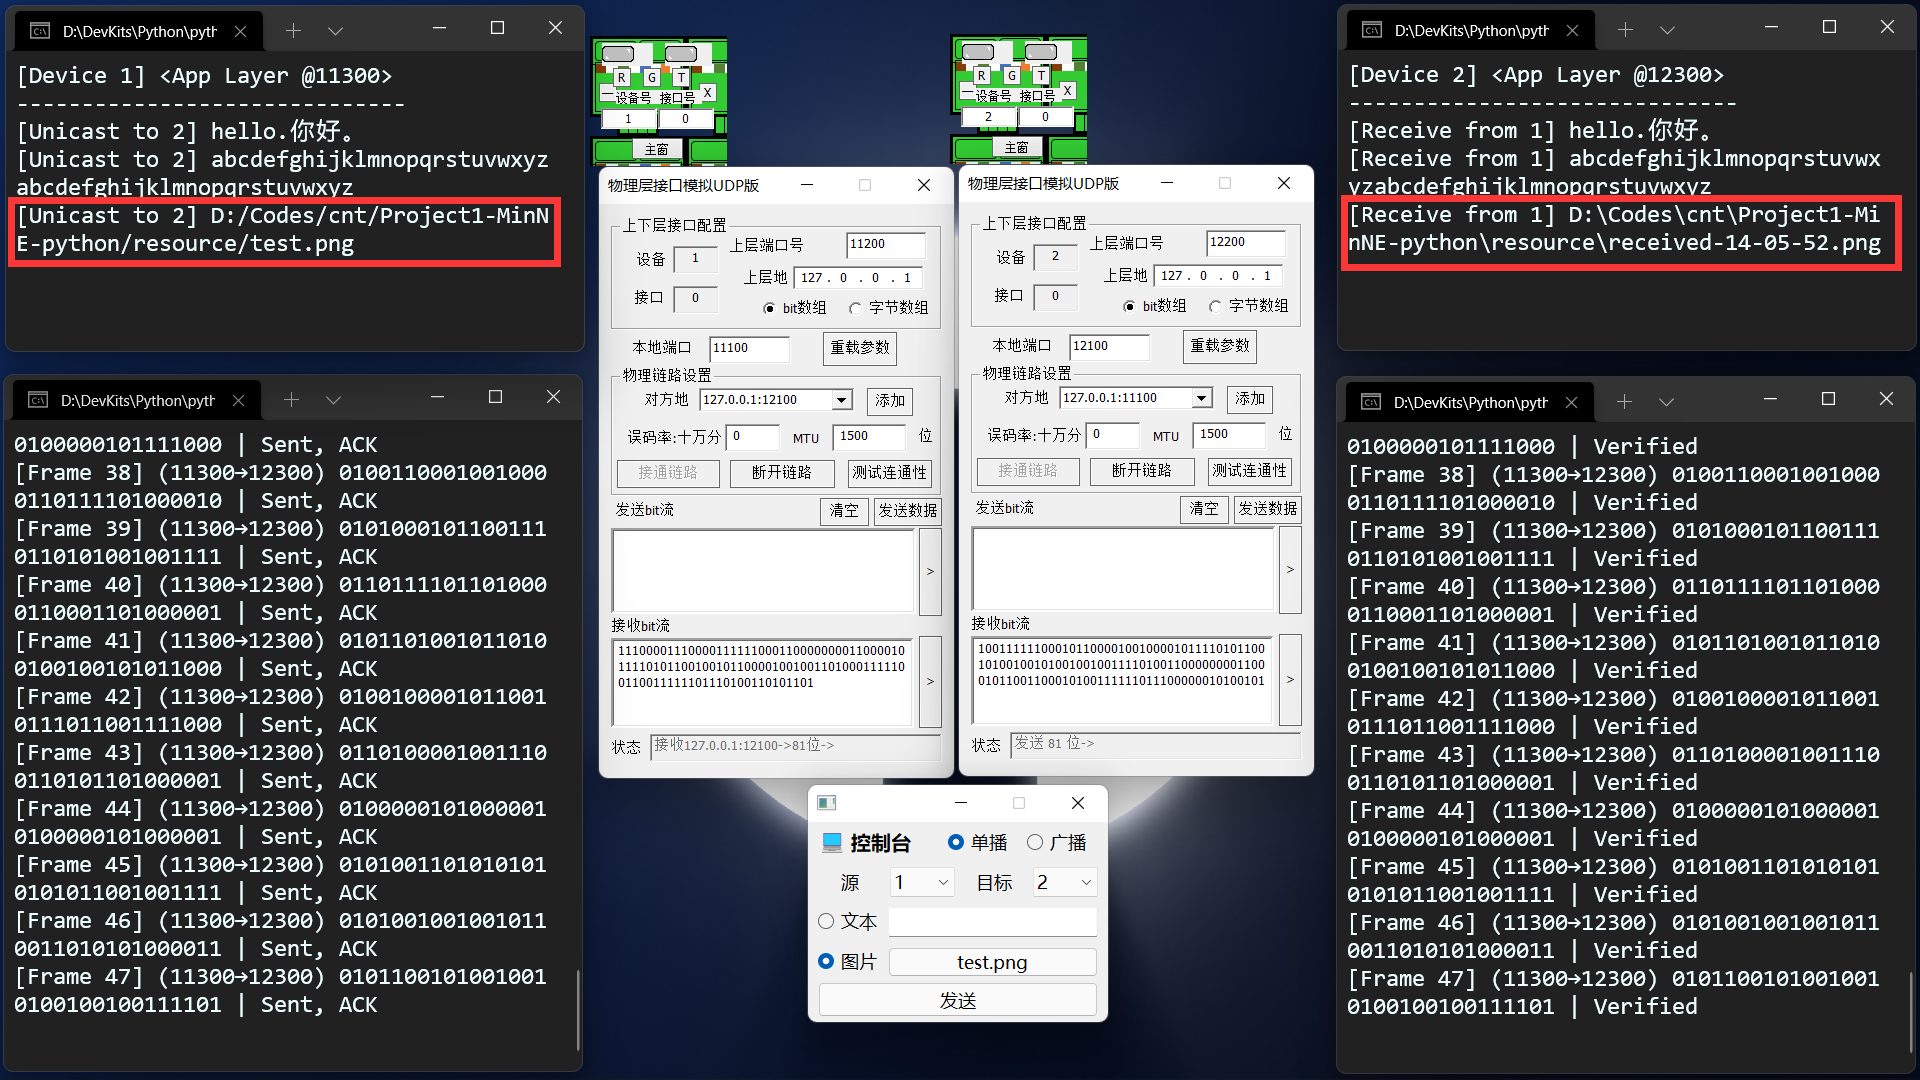 D:\DevKits\Python\pyth
[Device 1] <App Layer @11300>
------------------------------
[Unicast to 2] hello.你好。
[Unicast to 2] abcdefghijklmnopqrstuvwxyz
abcdefghijklmnopqrstuvwxyz
[Unicast to 2] D:/Codes/cnt/Project1-MinN
E-python/resource/test.png
D:\DevKits\Python\pyth
0100000101111000 | Sent, ACK
[Frame 38] (11300→12300) 0100110001001000
0110111101000010 | Sent, ACK
[Frame 39] (11300→12300) 0101000101100111
0110101001001111 | Sent, ACK
[Frame 40] (11300→12300) 0110111101101000
0110001101000001 | Sent, ACK
[Frame 41] (11300→12300) 0101101001011010
0100100101011000 | Sent, ACK
[Frame 42] (11300→12300) 0100100001011001
0111011001111000 | Sent, ACK
[Frame 43] (11300→12300) 0110100001001110
0110101101000001 | Sent, ACK
[Frame 44] (11300→12300) 0100000101000001
0100000101000001 | Sent, ACK
[Frame 45] (11300→12300) 0101001101010101
0101011001001111 | Sent, ACK
[Frame 46] (11300→12300) 0101001001001011
0011010101000011 | Sent, ACK
[Frame 47] (11300→12300) 0101100101001001
0100100100111101 | Sent, ACK
R G T
一 设备号 接口号 X
1 0
主窗
物理层接口模拟UDP版
上下层接口配置
设备 1 上层端口号 11200
上层地 127 . 0 . 0 . 1
接口 0 bit数组 字节数组
本地端口 11100 重载参数
物理链路设置
对方地 127.0.0.1:12100 添加
误码率:十万分 0 MTU 1500 位
接通链路 断开链路 测试连通性
发送bit流 清空 发送数据
>
接收bit流
>
状态 接收127.0.0.1:12100->81位->
R G T
一 设备号 接口号 X
2 0
主窗
物理层接口模拟UDP版
上下层接口配置
设备 2 上层端口号 12200
上层地 127 . 0 . 0 . 1
接口 0 bit数组 字节数组
本地端口 12100 重载参数
物理链路设置
对方地 127.0.0.1:11100 添加
误码率:十万分 0 MTU 1500 位
接通链路 断开链路 测试连通性
发送bit流 清空 发送数据
>
接收bit流
>
状态 发送 81 位->
控制台 单播 广播
源 1 目标 2
文本
图片 test.png
发送
D:\DevKits\Python\pyth
[Device 2] <App Layer @12300>
------------------------------
[Receive from 1] hello.你好。
[Receive from 1] abcdefghijklmnopqrstuvwx
yzabcdefghijklmnopqrstuvwxyz
[Receive from 1] D:\Codes\cnt\Project1-Mi
nNE-python\resource\received-14-05-52.png
D:\DevKits\Python\pyth
0100000101111000 | Verified
[Frame 38] (11300→12300) 0100110001001000
0110111101000010 | Verified
[Frame 39] (11300→12300) 0101000101100111
0110101001001111 | Verified
[Frame 40] (11300→12300) 0110111101101000
0110001101000001 | Verified
[Frame 41] (11300→12300) 0101101001011010
0100100101011000 | Verified
[Frame 42] (11300→12300) 0100100001011001
0111011001111000 | Verified
[Frame 43] (11300→12300) 0110100001001110
0110101101000001 | Verified
[Frame 44] (11300→12300) 0100000101000001
0100000101000001 | Verified
[Frame 45] (11300→12300) 0101001101010101
0101011001001111 | Verified
[Frame 46] (11300→12300) 0101001001001011
0011010101000011 | Verified
[Frame 47] (11300→12300) 0101100101001001
0100100100111101 | Verified